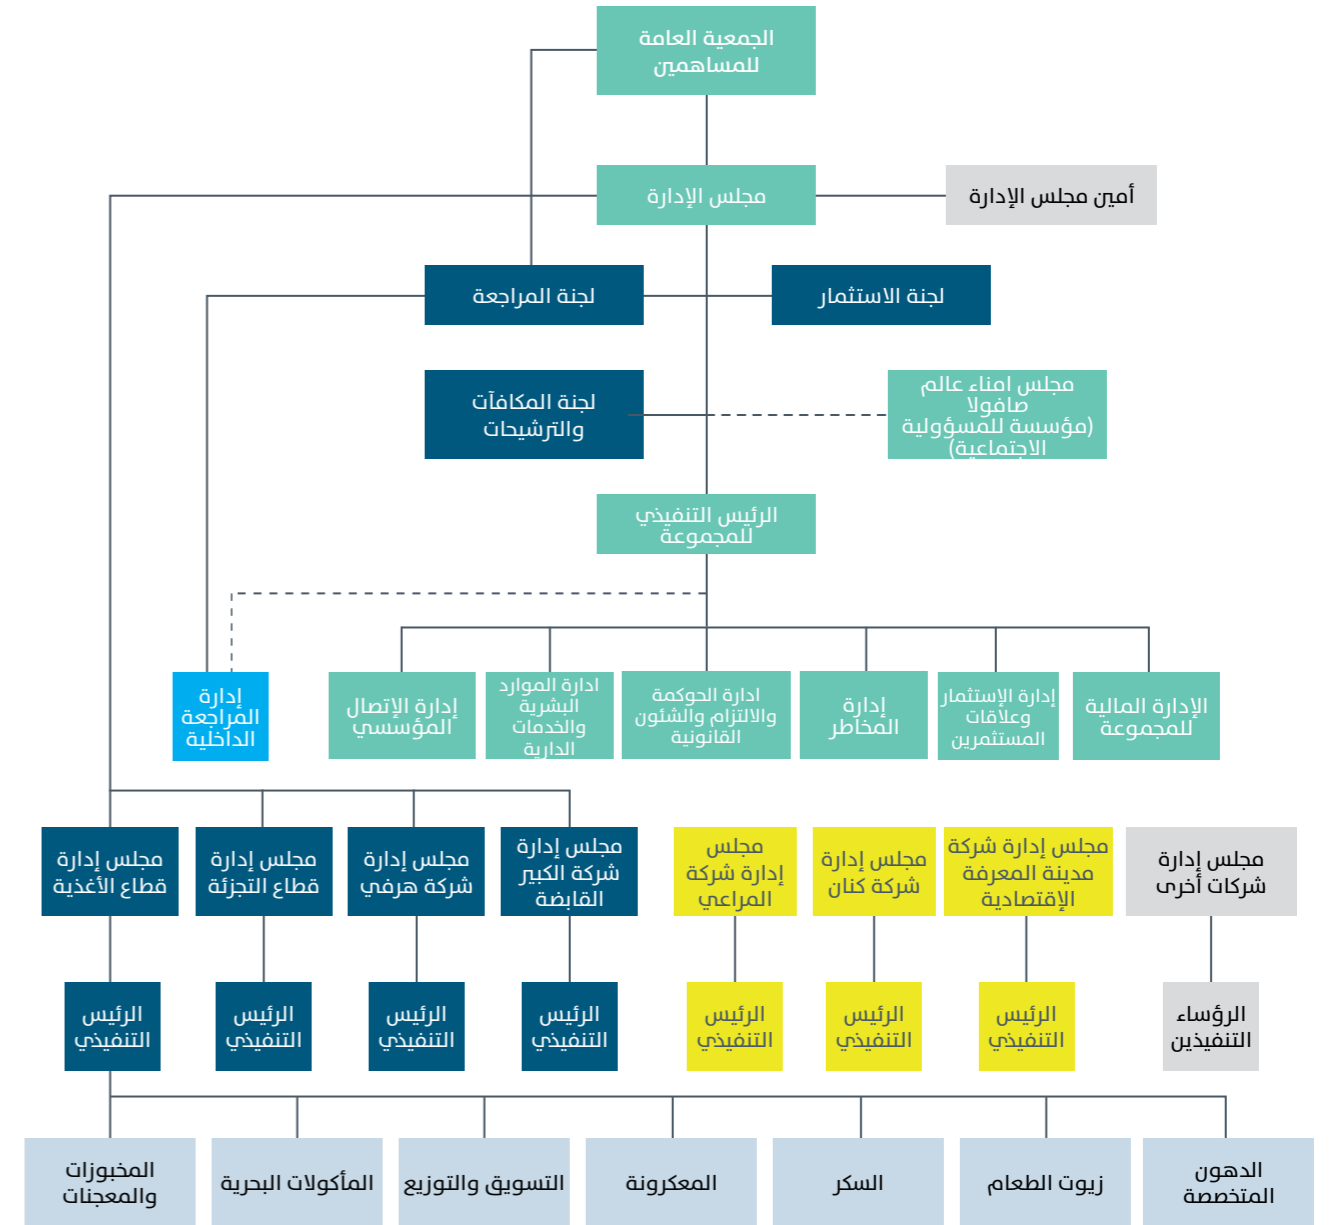 الجمعية العامة
للمساهمين
مجلس الإدارة
أمين مجلس الإدارة
لجنة الاستثمار
لجنة المراجعة
مجلس امناء عالم
صافولا
(مؤسسة للمسؤولية
الاجتماعية)
لجنة المكافآت
والترشيحات
الرئيس التنفيذي
للمجموعة
الإدارة المالية
للمجموعة
إدارة الإستثمار
وعلاقات
المستثمرين
إدارة
المخاطر
ادارة الحوكمة
والالتزام والشئون
القانونية
ادارة الموارد
البشرية
والخدمات
الدارية
إدارة الإتصال
المؤسسي
إدارة
المراجعة
الداخلية
مجلس إدارة
شركات أخرى
مجلس إدارة شركة
مدينة المعرفة
الإقتصادية
مجلس إدارة
شركة كنان
مجلس
إدارة شركة
المراعي
مجلس إدارة
شركة الكبير
القابضة
مجلس إدارة
شركة هرفي
مجلس إدارة
قطاع التجزئة
مجلس إدارة
قطاع الأغذية
الرؤساء
التنفيذين
الرئيس
التنفيذي
الرئيس
التنفيذي
الرئيس
التنفيذي
الرئيس
التنفيذي
الرئيس
التنفيذي
الرئيس
التنفيذي
الرئيس
التنفيذي
الدهون
المتخصصة
زيوت الطعام
السكر
المعكرونة
التسويق والتوزيع
المأكولات البحرية
المخبوزات
والمعجنات